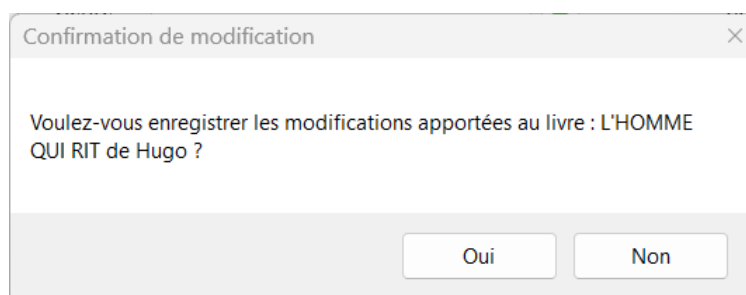 Confirmation de modification
Voulez-vous enregistrer les modifications apportées au livre : L'HOMME
QUI RIT de Hugo ?
Oui Non